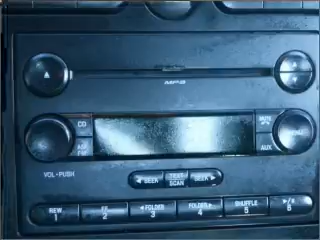 MP3
CD
AUX
VOL - PUSH
SEEK
TEXT
SCAN
SEEK
REW
1
FF
2
FOLDER
3
FOLDER
4
SHUFFLE
5
6